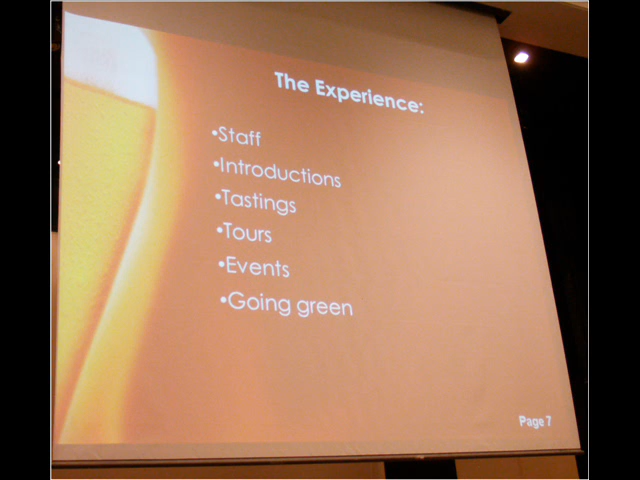 The Experience:
•Staff
•Introductions
•Tastings
•Tours
•Events
•Going green
Page 7